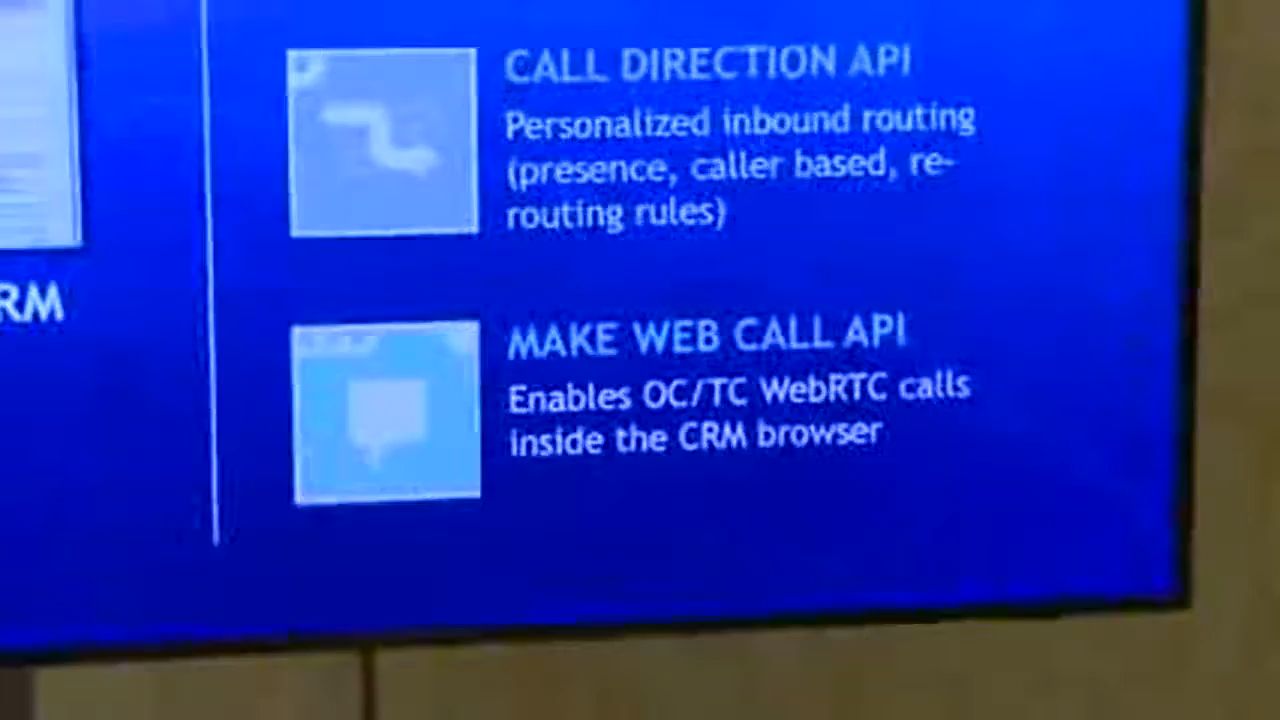 CALL DIRECTION API
Personalized inbound routing
(presence, caller based, re-
routing rules)
RM
MAKE WEB CALL API
Enables OC/TC WebRTC calls
inside the CRM browser